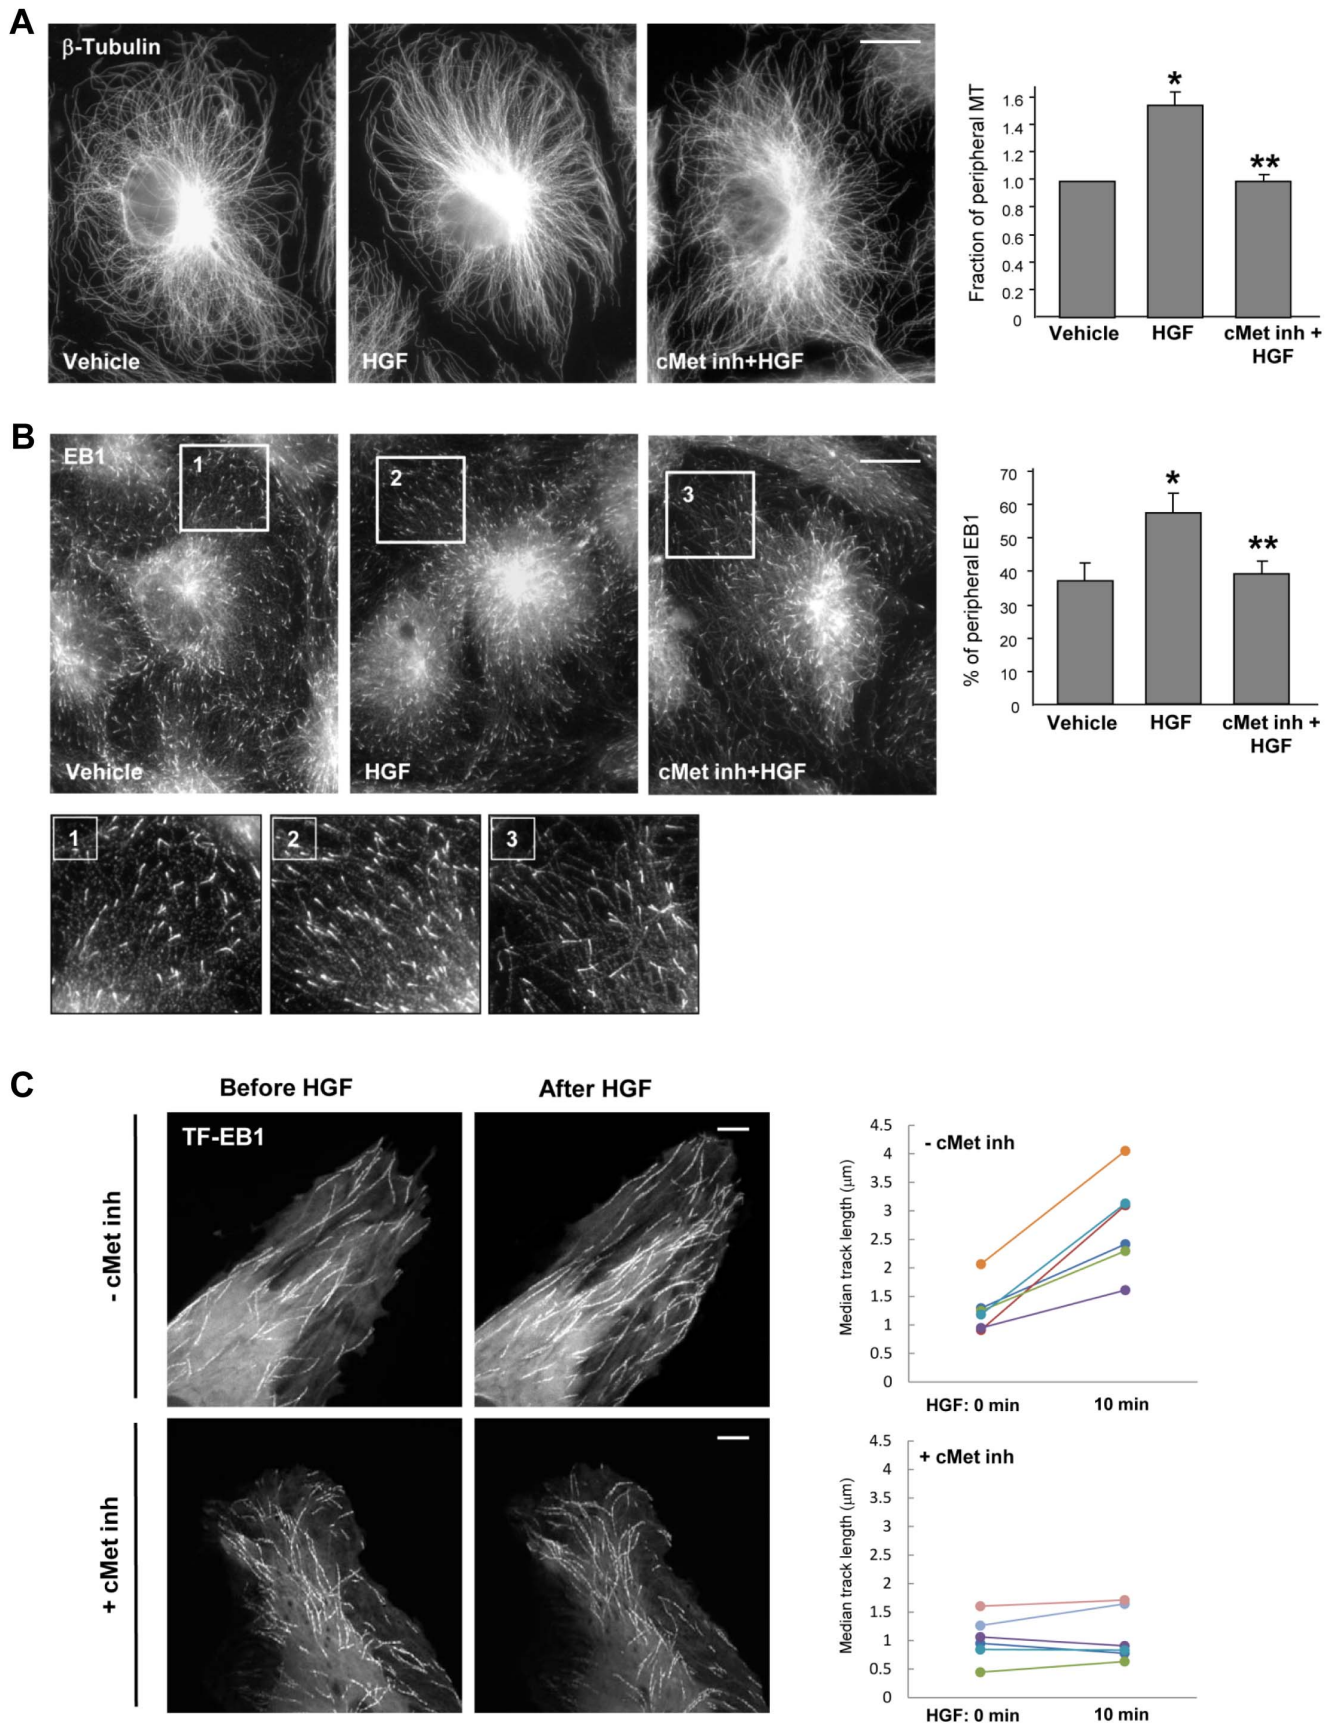 A
β-Tubulin
Vehicle
HGF
cMet inh+HGF
Fraction of peripheral MT
1.6
1.4
1.2
1.0
0.8
0.6
0.4
0.2
0
*
**
Vehicle
HGF
cMet inh +
HGF
B
EB1
1
2
3
Vehicle
HGF
cMet inh+HGF
% of peripheral EB1
70
60
50
40
30
20
10
0
*
**
Vehicle
HGF
cMet inh +
HGF
1
2
3
C
Before HGF
After HGF
- cMet inh
TF-EB1
Median track length (μm)
4.5
4
3.5
3
2.5
2
1.5
1
0.5
0
- cMet inh
HGF: 0 min
10 min
+ cMet inh
Median track length (μm)
4.5
4
3.5
3
2.5
2
1.5
1
0.5
0
+ cMet inh
HGF: 0 min
10 min